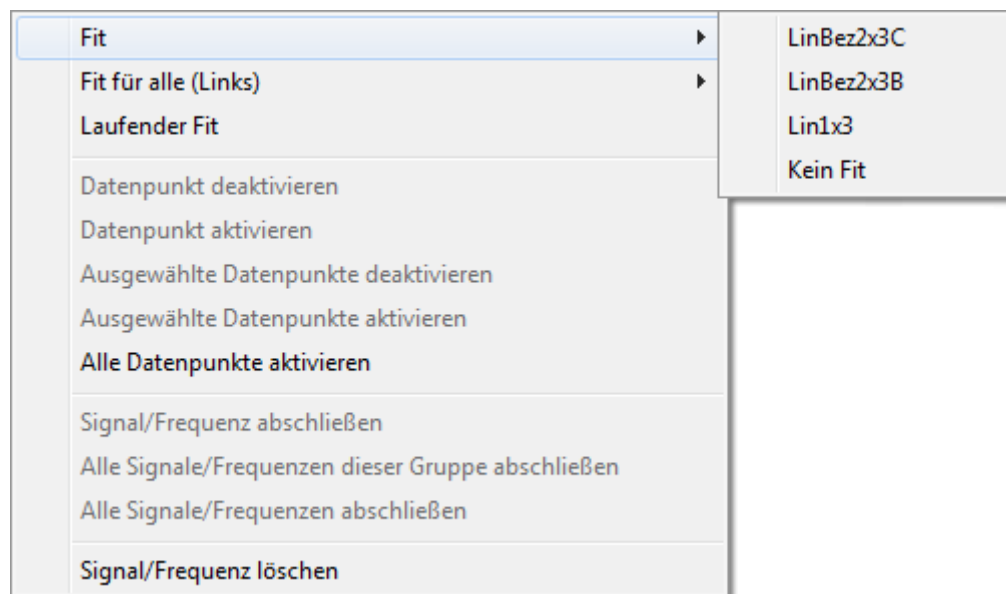 Fit
Fit für alle (Links)
Laufender Fit
Datenpunkt deaktivieren
Datenpunkt aktivieren
Ausgewählte Datenpunkte deaktivieren
Ausgewählte Datenpunkte aktivieren
Alle Datenpunkte aktivieren
Signal/Frequenz abschließen
Alle Signale/Frequenzen dieser Gruppe abschließen
Alle Signale/Frequenzen abschließen
Signal/Frequenz löschen
LinBez2x3C
LinBez2x3B
Lin1x3
Kein Fit